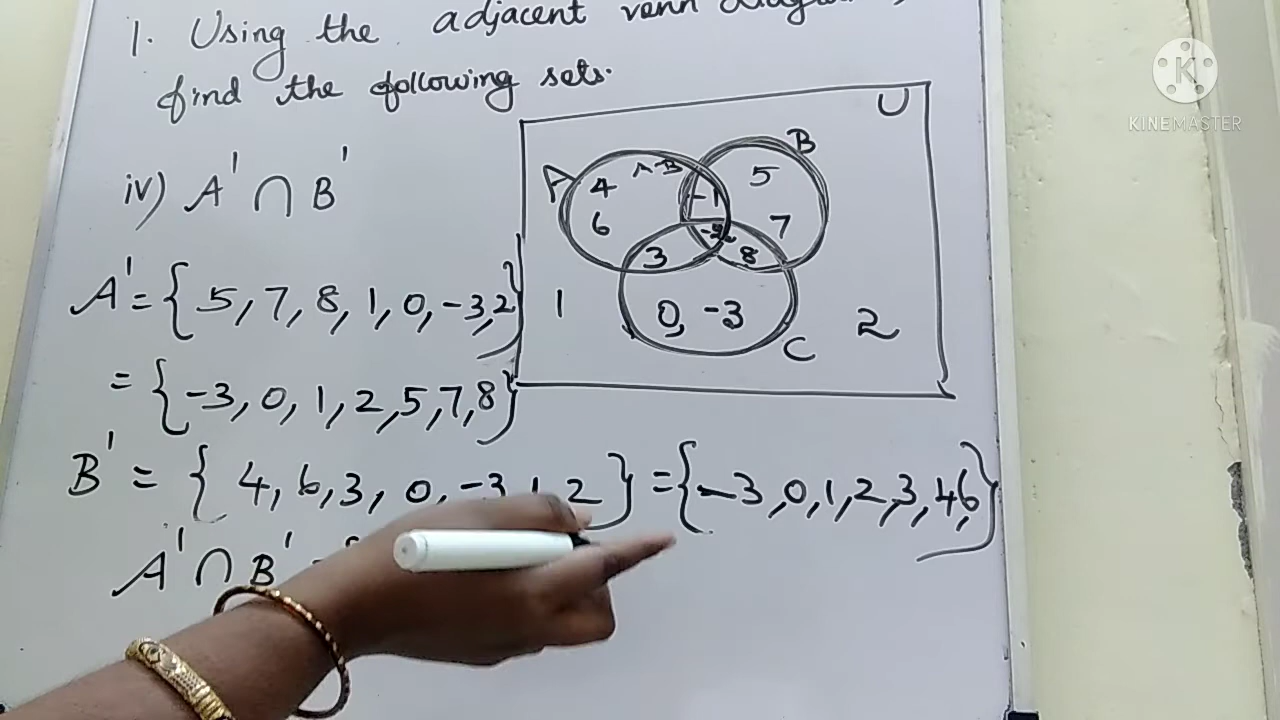 1. Using the adjacent venn
find the following sets.
U
iv) A' ∩ B'
A
B
4
A-B
5
-1
6
7
-2
3
8
A' = { 5, 7, 8, 1, 0, -3, 2}
1
0, -3
2
C
= {-3, 0, 1, 2, 5, 7, 8}
B' = { 4, 6, 3, 0, -3, 1, 2} = {-3, 0, 1, 2, 3, 4, 6}
A' ∩ B'
K
KINEMASTER